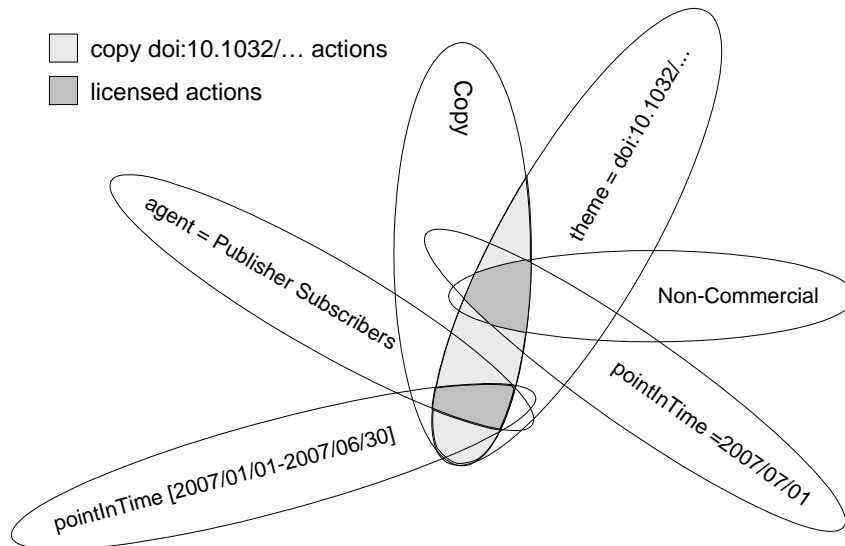 copy doi:10.1032/… actions
licensed actions
Copy
theme = doi:10.1032/...
agent = Publisher Subscribers
Non-Commercial
pointInTime =2007/07/01
pointInTime [2007/01/01-2007/06/30]